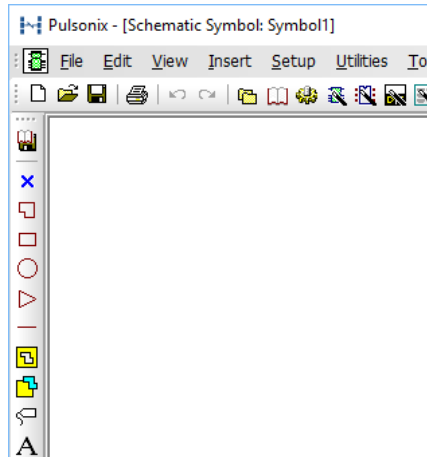 Pulsonix - [Schematic Symbol: Symbol1]
File Edit View Insert Setup Utilities To
A